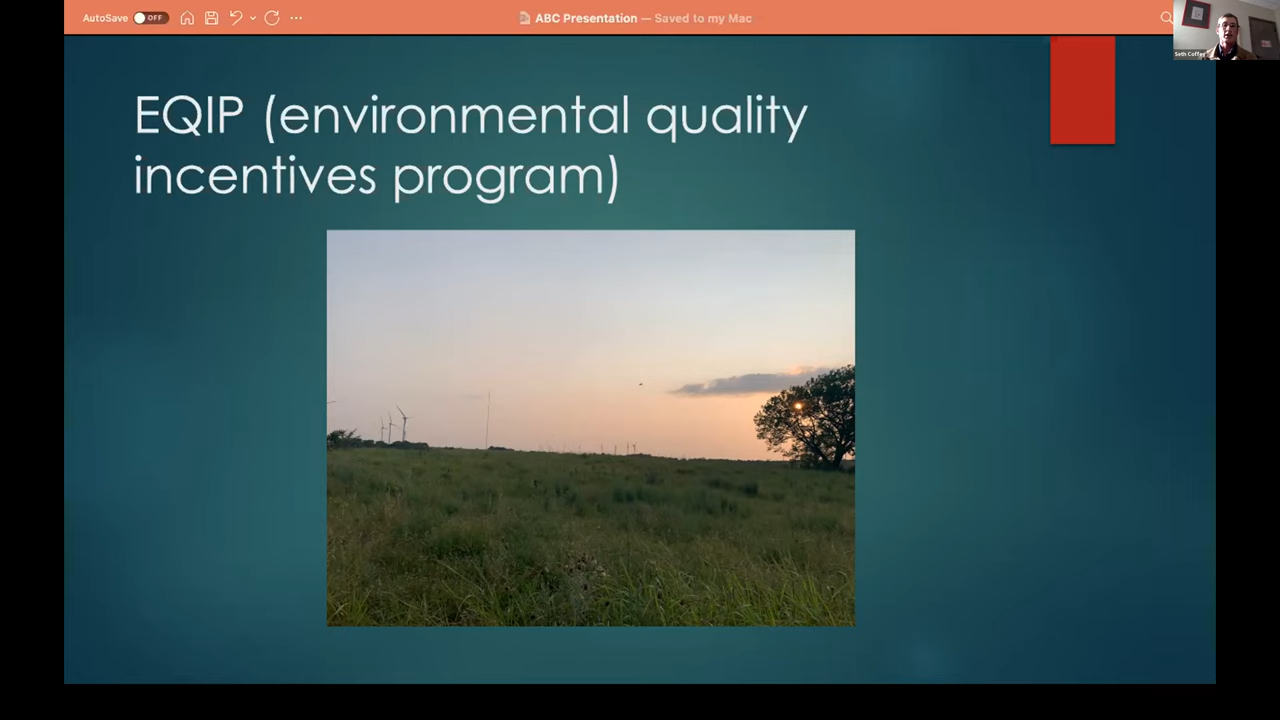 AutoSave OFF
ABC Presentation — Saved to my Mac
EQIP (environmental quality
incentives program)